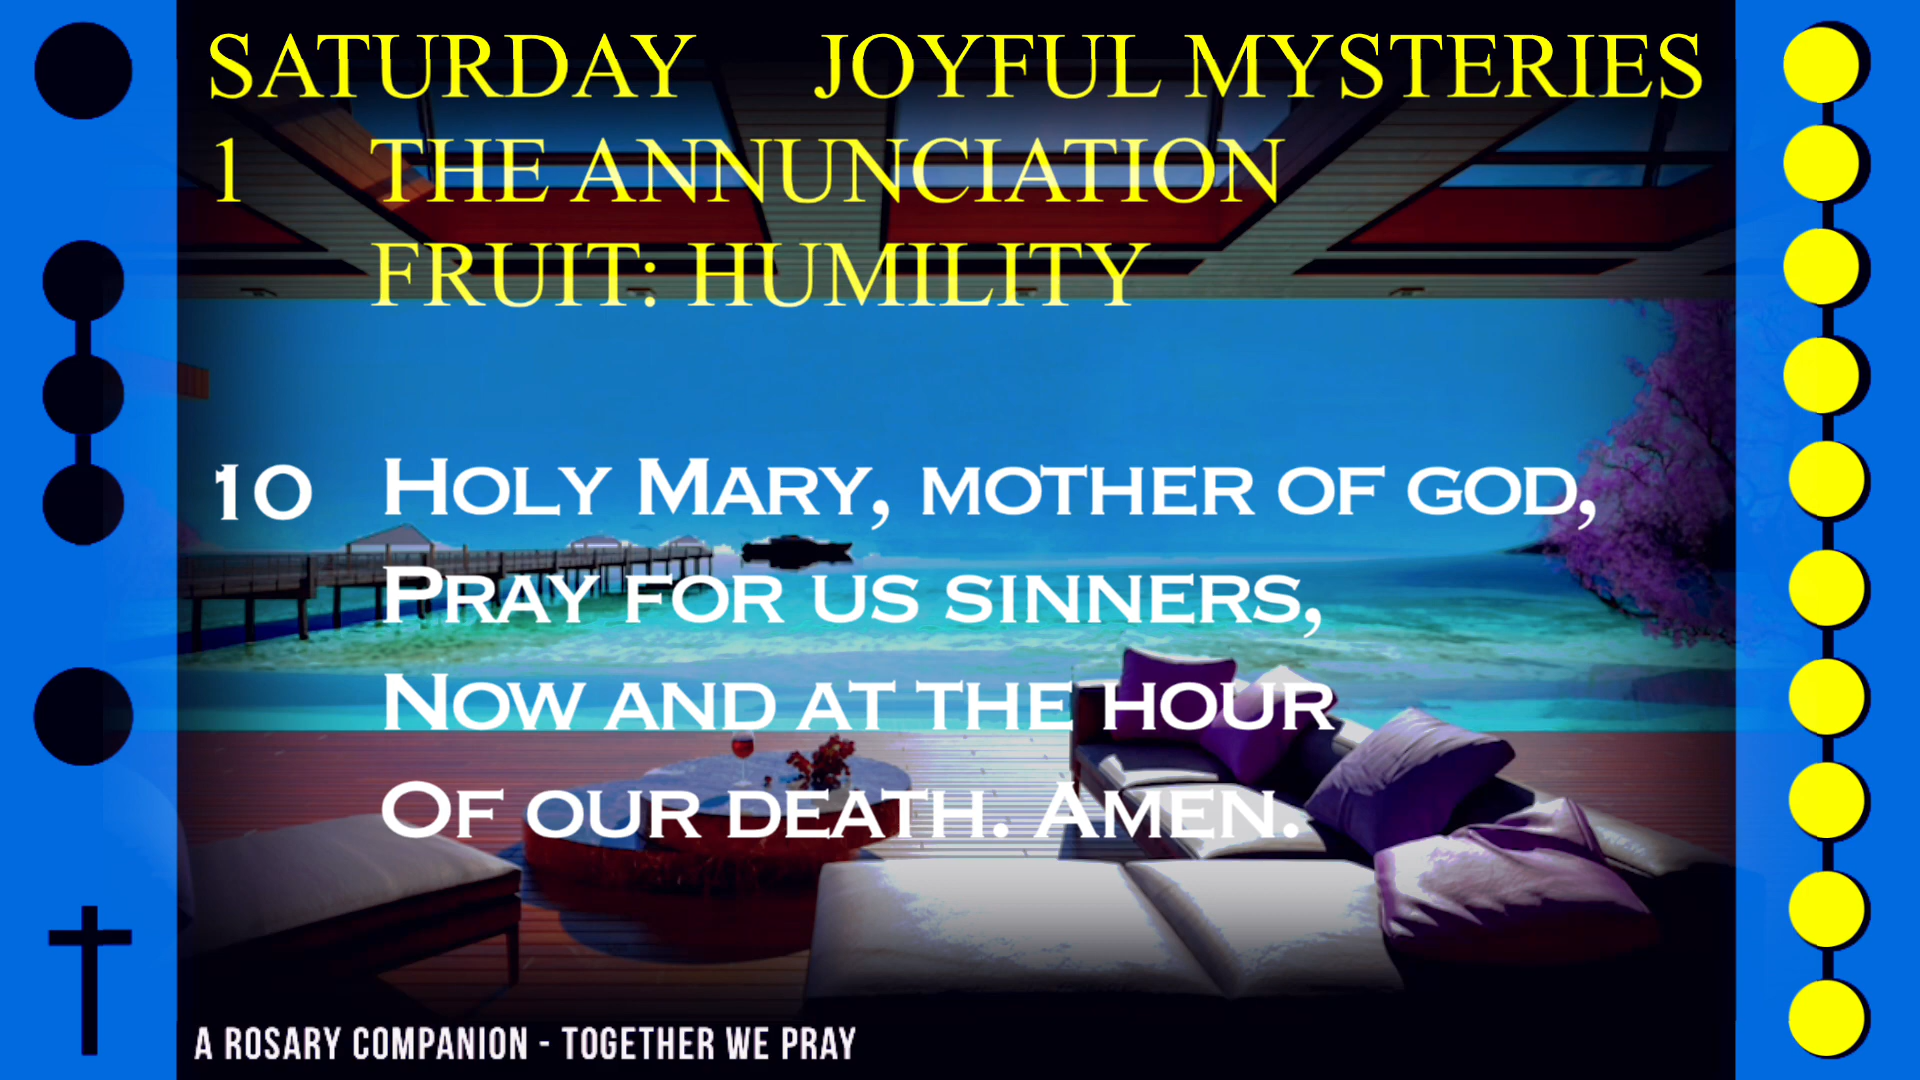 SATURDAY JOYFUL MYSTERIES
1 THE ANNUNCIATION
FRUIT: HUMILITY
10 HOLY MARY, MOTHER OF GOD,
PRAY FOR US SINNERS,
NOW AND AT THE HOUR
OF OUR DEATH. AMEN.
A ROSARY COMPANION - TOGETHER WE PRAY